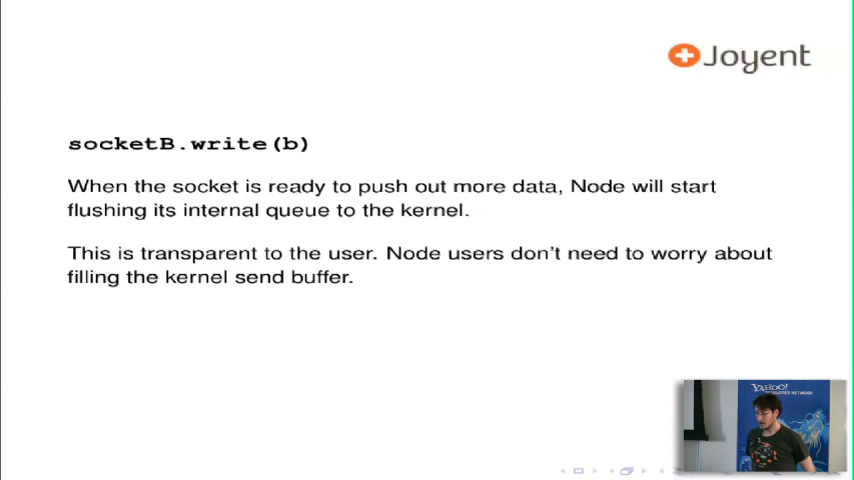 Joyent
socketB.write(b)
When the socket is ready to push out more data, Node will start
flushing its internal queue to the kernel.
This is transparent to the user. Node users don't need to worry about
filling the kernel send buffer.
YAHOO!
DEVELOPER NETWORK